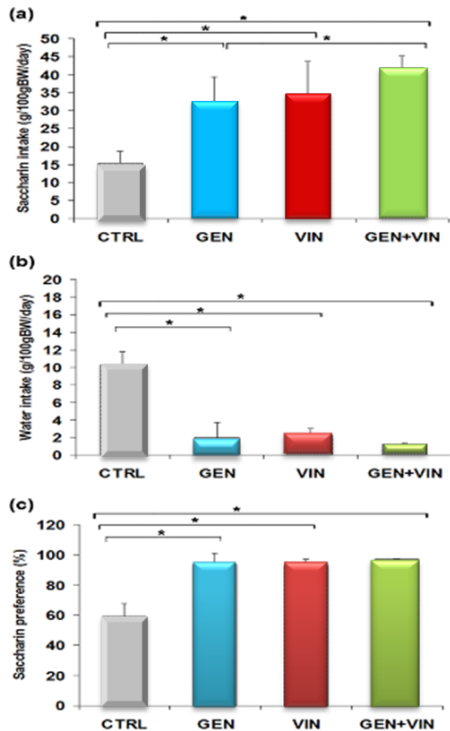 (a)
* * * *
Saccharin intake (g/100gBW/day)
50
45
40
35
30
25
20
15
10
5
0
CTRL GEN VIN GEN+VIN
(b)
* * *
Water intake (g/100gBW/day)
20
18
16
14
12
10
8
6
4
2
0
CTRL GEN VIN GEN+VIN
(c)
* * *
Saccharin preference (%)
120
100
80
60
40
20
0
CTRL GEN VIN GEN+VIN